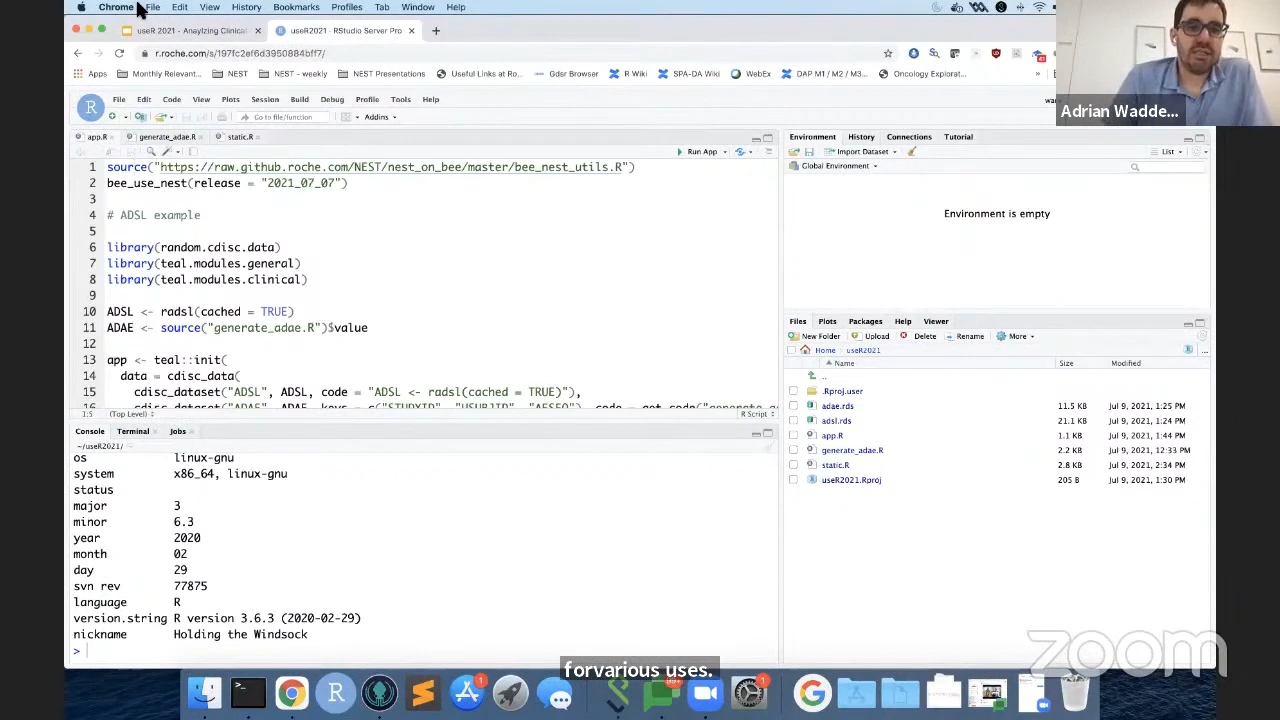 Chrome File Edit View History Bookmarks Profiles Tab Window Help
useR 2021 - Anaylzing Clinical
useR2021 - RStudio Server Pro
r.roche.com/s/197fc2ef6d3950884bff7/
Apps Monthly Relevant... NEST NEST - weekly NEST Presentations Useful Links at Ro... Gdsr Browser R Wiki SPA-DA Wiki WebEx DAP M1 / M2 / M3... Oncology Explorat...
Adrian Wadde...
R File Edit Code View Plots Session Build Debug Profile Tools Help
Go to file/function Addins
app.R generate_adae.R static.R
Run App
1 source("https://raw.github.roche.com/NEST/nest_on_bee/master/bee_nest_utils.R")
2 bee_use_nest(release = "2021_07_07")
3
4 # ADSL example
5
6 library(random.cdisc.data)
7 library(teal.modules.general)
8 library(teal.modules.clinical)
9
10 ADSL <- radsl(cached = TRUE)
11 ADAE <- source("generate_adae.R")$value
12
13 app <- teal::init(
14 data = cdisc_data(
15 cdisc_dataset("ADSL", ADSL, code = "ADSL <- radsl(cached = TRUE)"),
1:5 (Top Level) R Script
Console Terminal Jobs
~/useR2021/
os linux-gnu
system x86_64, linux-gnu
status
major 3
minor 6.3
year 2020
month 02
day 29
svn rev 77875
language R
version.string R version 3.6.3 (2020-02-29)
nickname Holding the Windsock
>
Environment History Connections Tutorial
Import Dataset List
Global Environment
Environment is empty
Files Plots Packages Help Viewer
New Folder Upload Delete Rename More
Home useR2021
Name Size Modified
..
.Rproj.user
adae.rds 11.5 KB Jul 9, 2021, 1:25 PM
adsl.rds 21.1 KB Jul 9, 2021, 1:24 PM
app.R 1.1 KB Jul 9, 2021, 1:44 PM
generate_adae.R 2.2 KB Jul 9, 2021, 12:33 PM
static.R 2.8 KB Jul 9, 2021, 2:34 PM
useR2021.Rproj 205 B Jul 9, 2021, 1:30 PM
zoom
forvarious uses.